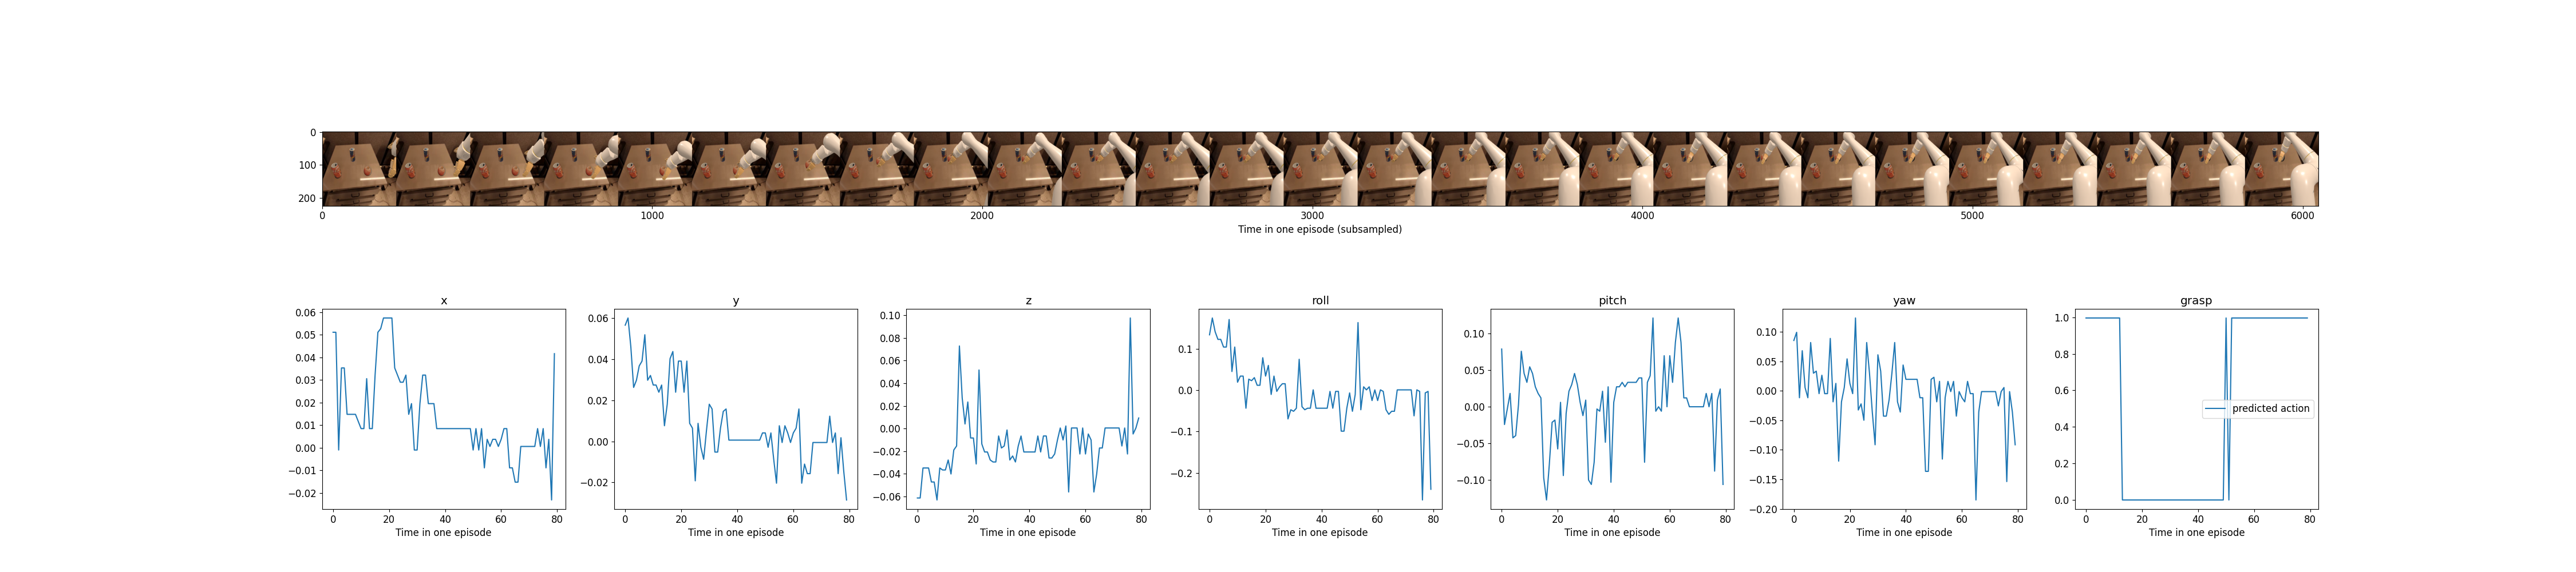 0
100
200
0 1000 2000 3000 4000 5000 6000
Time in one episode (subsampled)
x
0.06
0.05
0.04
0.03
0.02
0.01
0.00
−0.01
−0.02
0 20 40 60 80
Time in one episode
y
0.06
0.04
0.02
0.00
−0.02
0 20 40 60 80
Time in one episode
z
0.10
0.08
0.06
0.04
0.02
0.00
−0.02
−0.04
−0.06
0 20 40 60 80
Time in one episode
roll
0.1
0.0
−0.1
−0.2
0 20 40 60 80
Time in one episode
pitch
0.10
0.05
0.00
−0.05
−0.10
0 20 40 60 80
Time in one episode
yaw
0.10
0.05
0.00
−0.05
−0.10
−0.15
−0.20
0 20 40 60 80
Time in one episode
grasp
1.0
0.8
0.6
0.4
0.2
0.0
predicted action
0 20 40 60 80
Time in one episode